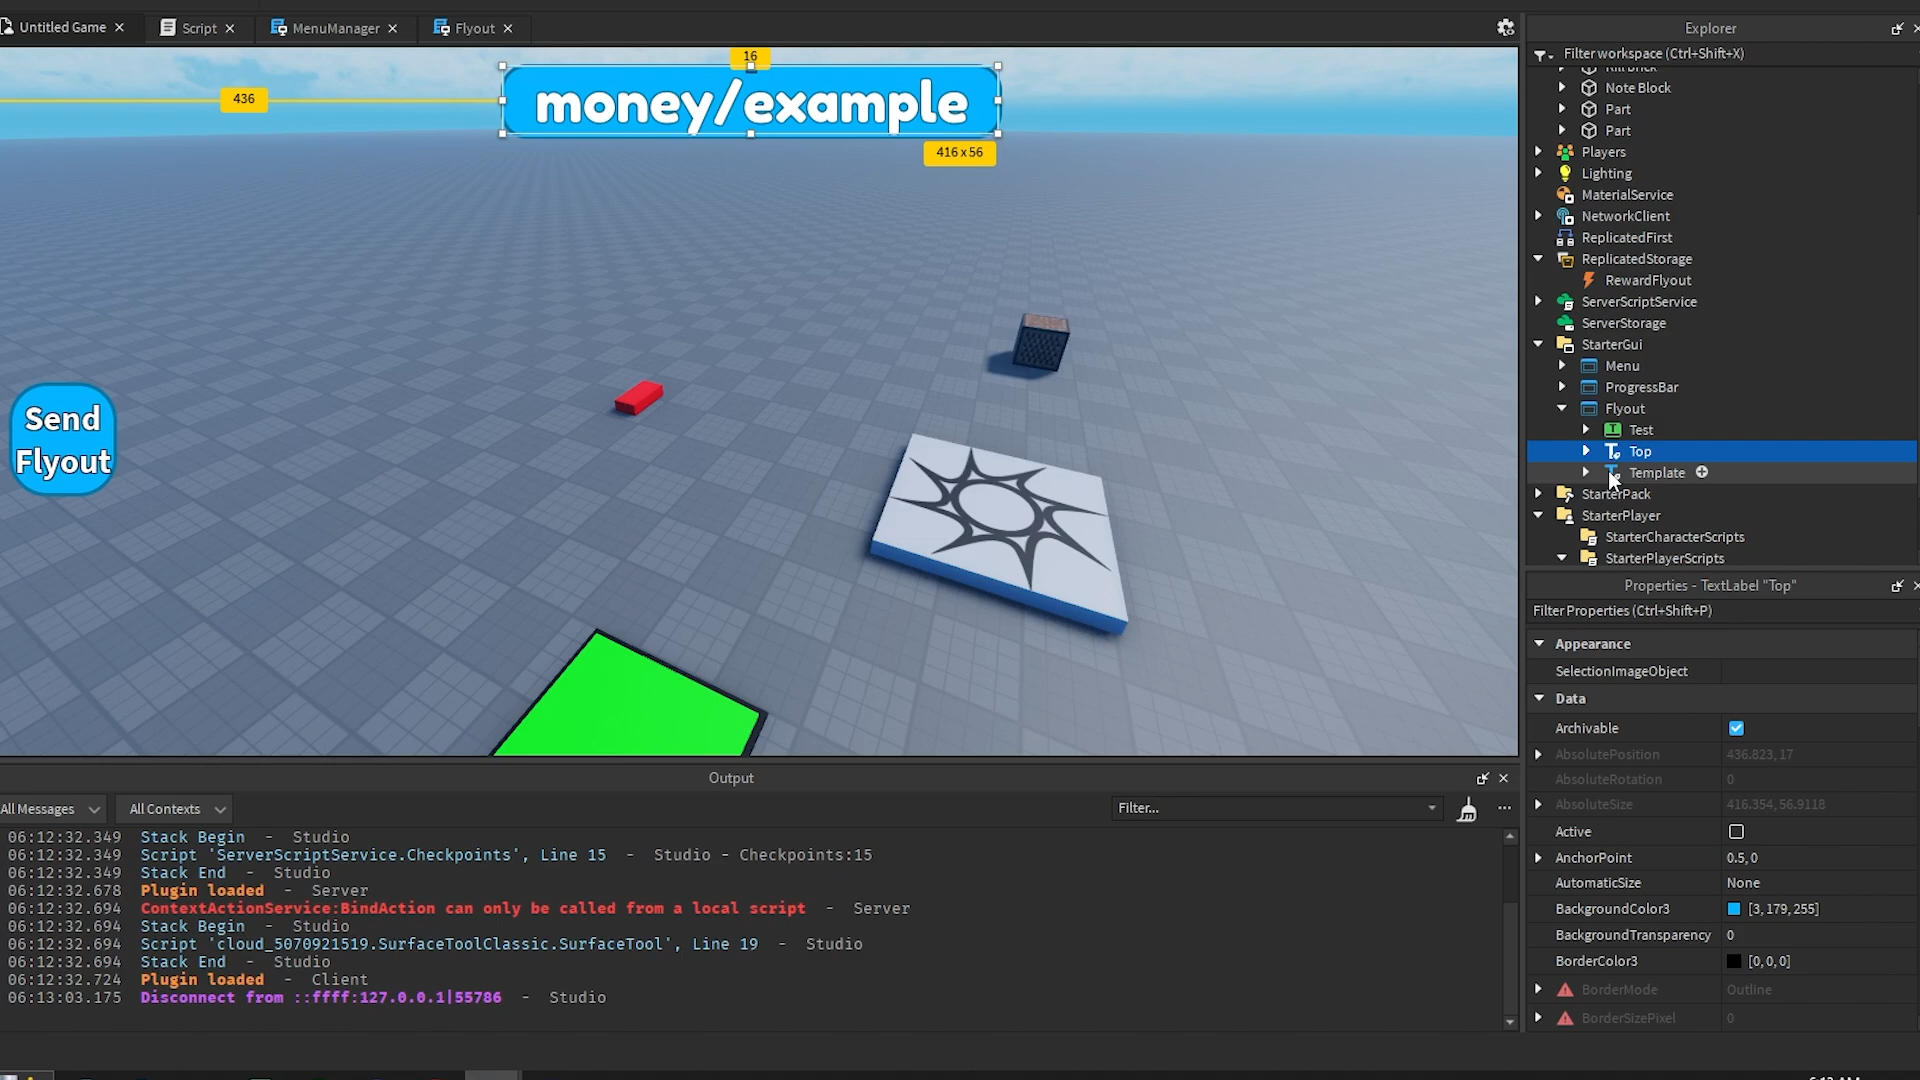 Untitled Game
Script
MenuManager
Flyout
16
436
money/example
416 x 56
Send
Flyout
Explorer
Filter workspace (Ctrl+Shift+X)
Kill Brick
Note Block
Part
Part
Players
Lighting
MaterialService
NetworkClient
ReplicatedFirst
ReplicatedStorage
RewardFlyout
ServerScriptService
ServerStorage
StarterGui
Menu
ProgressBar
Flyout
Test
Top
Template
StarterPack
StarterPlayer
StarterCharacterScripts
StarterPlayerScripts
Properties - TextLabel "Top"
Filter Properties (Ctrl+Shift+P)
Appearance
SelectionImageObject
Data
Archivable
AbsolutePosition 436.823, 17
AbsoluteRotation 0
AbsoluteSize 416.354, 56.9118
Active
AnchorPoint 0.5, 0
AutomaticSize None
BackgroundColor3 [3, 179, 255]
BackgroundTransparency 0
BorderColor3 [0, 0, 0]
BorderMode Outline
BorderSizePixel 0
Output
All Messages All Contexts Filter...
06:12:32.349 Stack Begin - Studio
06:12:32.349 Script 'ServerScriptService.Checkpoints', Line 15 - Studio - Checkpoints:15
06:12:32.349 Stack End - Studio
06:12:32.678 Plugin loaded - Server
06:12:32.694 ContextActionService:BindAction can only be called from a local script - Server
06:12:32.694 Stack Begin - Studio
06:12:32.694 Script 'cloud_5070921519.SurfaceToolClassic.SurfaceTool', Line 19 - Studio
06:12:32.694 Stack End - Studio
06:12:32.724 Plugin loaded - Client
06:13:03.175 Disconnect from ::ffff:127.0.0.1|55786 - Studio